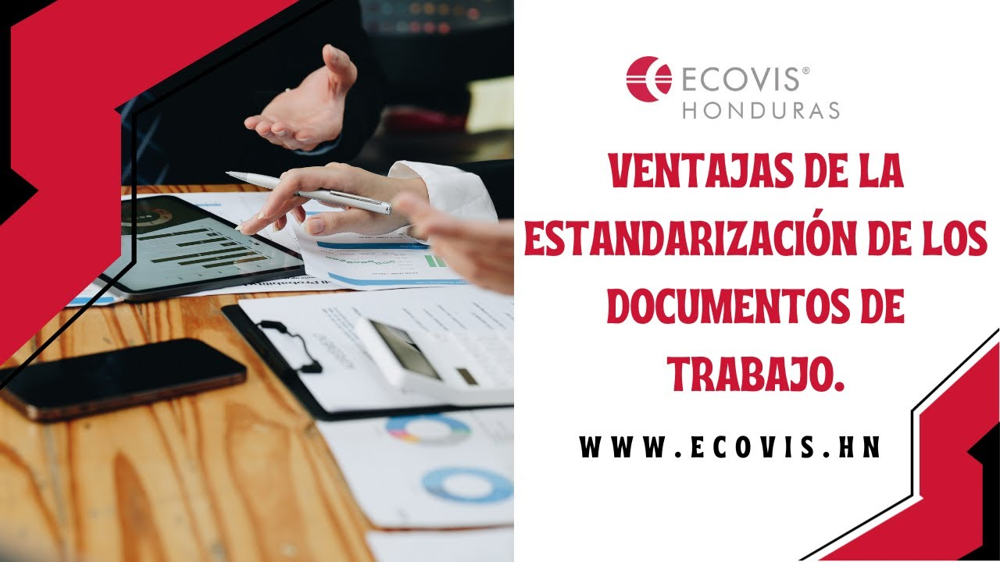 ECOVIS®
HONDURAS
VENTAJAS DE LA
ESTANDARIZACIÓN DE LOS
DOCUMENTOS DE
TRABAJO.
WWW.ECOVIS.HN